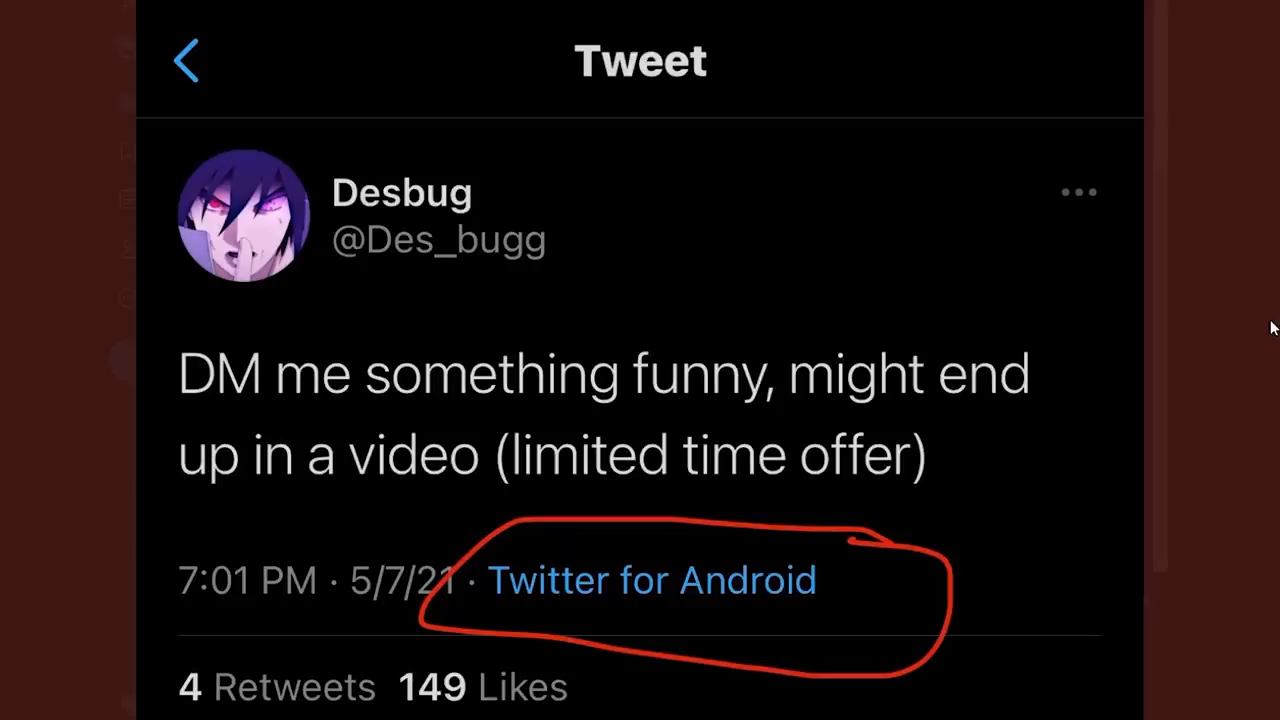 Tweet
Desbug
@Des_bugg
DM me something funny, might end
up in a video (limited time offer)
7:01 PM · 5/7/21 · Twitter for Android
4 Retweets 149 Likes